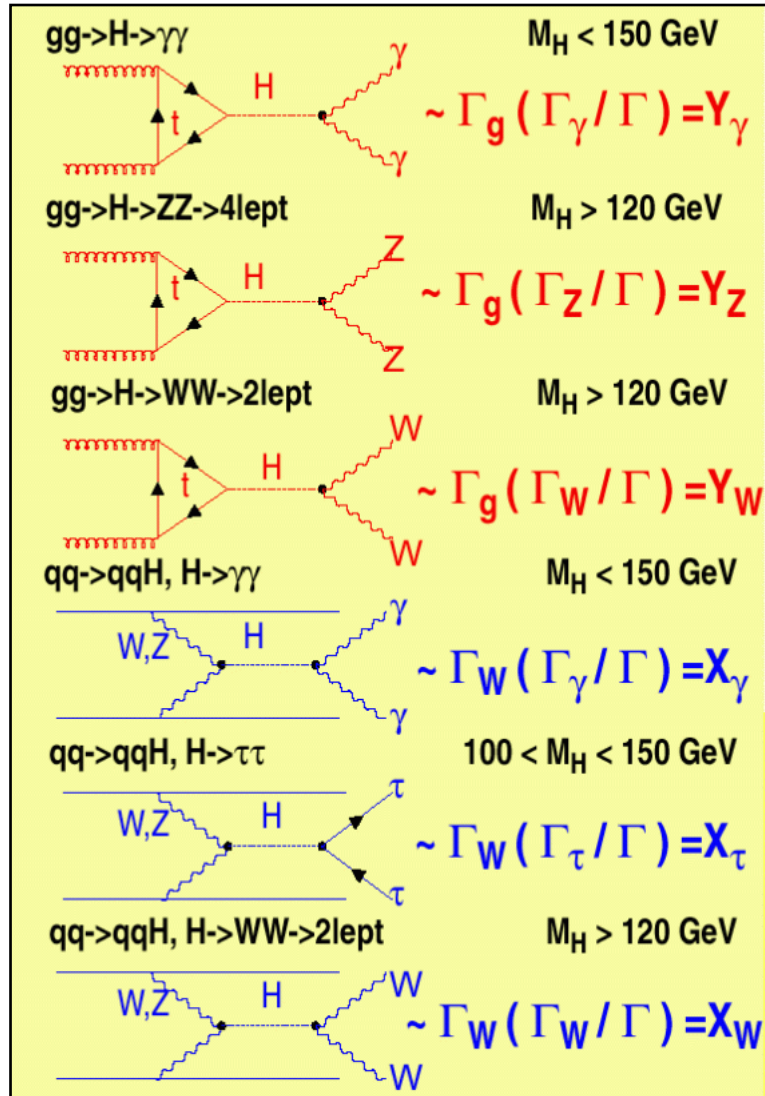 gg->H->γγ M_H < 150 GeV
γ
H
t
~ Γ_g ( Γ_γ / Γ ) =Y_γ
γ
gg->H->ZZ->4lept M_H > 120 GeV
Z
H
t
~ Γ_g ( Γ_Z / Γ ) =Y_Z
Z
gg->H->WW->2lept M_H > 120 GeV
W
H
t
~ Γ_g ( Γ_W / Γ ) =Y_W
W
qq->qqH, H->γγ M_H < 150 GeV
γ
W,Z H
~ Γ_W ( Γ_γ / Γ ) =X_γ
γ
qq->qqH, H->ττ 100 < M_H < 150 GeV
τ
W,Z H
~ Γ_W ( Γ_τ / Γ ) =X_τ
τ
qq->qqH, H->WW->2lept M_H > 120 GeV
W
W,Z H
~ Γ_W ( Γ_W / Γ ) =X_W
W